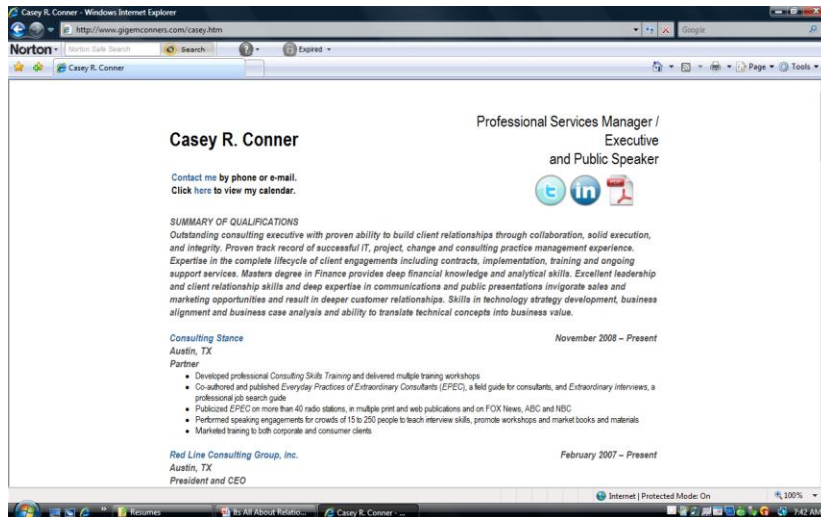 Casey R. Conner - Windows Internet Explorer
http://www.gigemconners.com/casey.htm
Google
Norton
Norton Safe Search
Search
Expired
Casey R. Conner
Page
Tools
Professional Services Manager /
Executive
and Public Speaker
Casey R. Conner
Contact me by phone or e-mail.
Click here to view my calendar.
SUMMARY OF QUALIFICATIONS
Outstanding consulting executive with proven ability to build client relationships through collaboration, solid execution,
and integrity. Proven track record of successful IT, project, change and consulting practice management experience.
Expertise in the complete lifecycle of client engagements including contracts, implementation, training and ongoing
support services. Masters degree in Finance provides deep financial knowledge and analytical skills. Excellent leadership
and client relationship skills and deep expertise in communications and public presentations invigorate sales and
marketing opportunities and result in deeper customer relationships. Skills in technology strategy development, business
alignment and business case analysis and ability to translate technical concepts into business value.
Consulting Stance November 2008 – Present
Austin, TX
Partner
• Developed professional Consulting Skills Training and delivered multiple training workshops
• Co-authored and published Everyday Practices of Extraordinary Consultants (EPEC), a field guide for consultants, and Extraordinary Interviews, a
professional job search guide
• Publicized EPEC on more than 40 radio stations, in multiple print and web publications and on FOX News, ABC and NBC
• Performed speaking engagements for crowds of 15 to 250 people to teach interview skills, promote workshops and market books and materials
• Marketed training to both corporate and consumer clients
Red Line Consulting Group, Inc. February 2007 – Present
Austin, TX
President and CEO
Internet | Protected Mode: On
100%
Resumes
Its All About Relatio...
Casey R. Conner - ...
7:42 AM